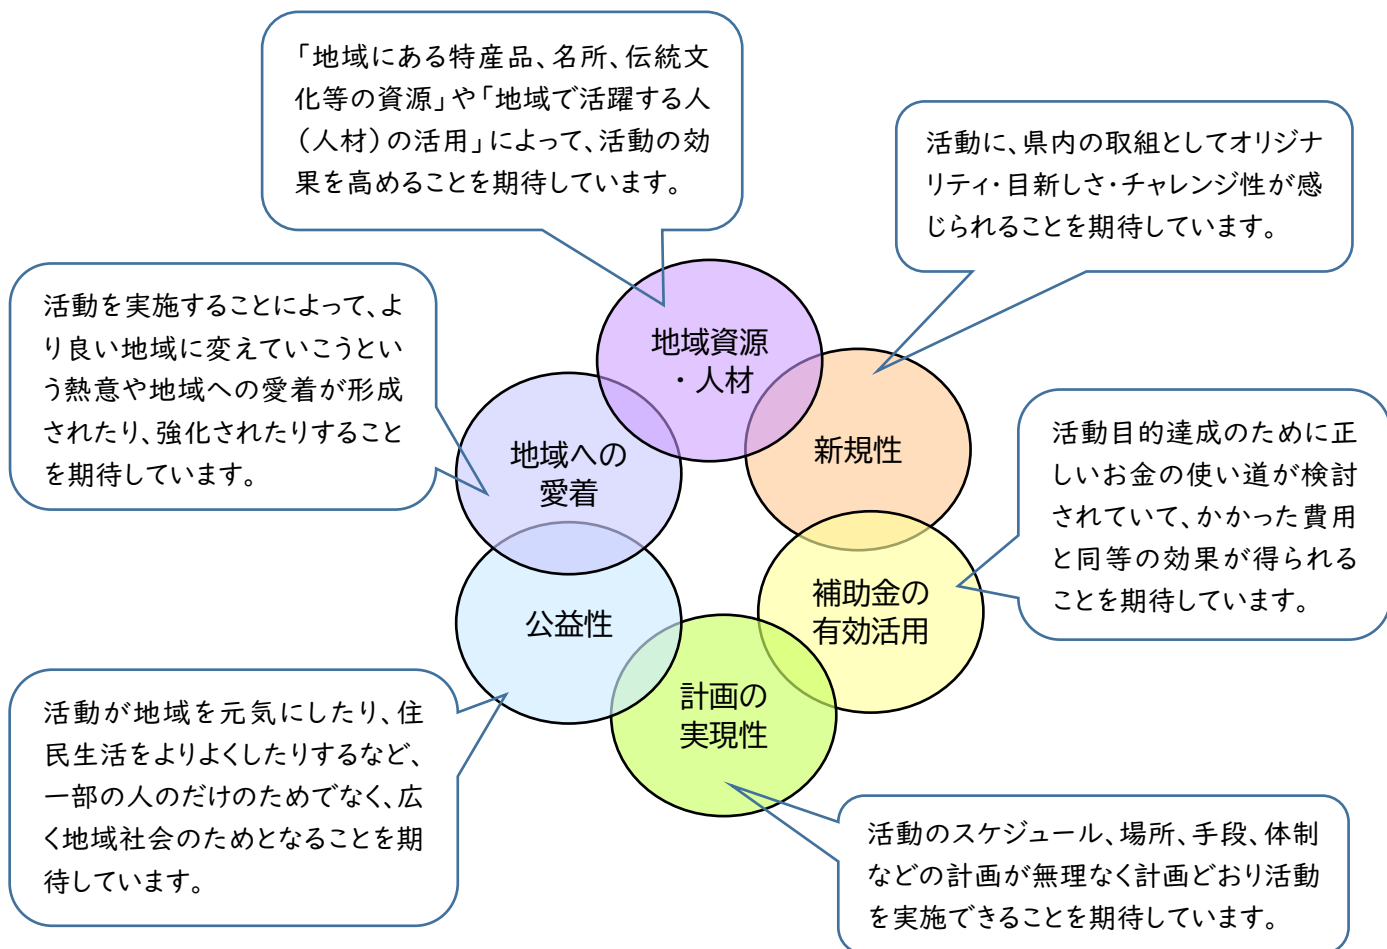 「地域にある特産品、名所、伝統文
化等の資源」や「地域で活躍する人
(人材)の活用」によって、活動の効
果を高めることを期待しています。
活動に、県内の取組としてオリジナ
リティ・目新しさ・チャレンジ性が感
じられることを期待しています。
活動を実施することによって、よ
り良い地域に変えていこうとい
う熱意や地域への愛着が形成
されたり、強化されたりすること
を期待しています。
地域資源
・人材
新規性
地域への
愛着
活動目的達成のために正
しいお金の使い道が検討
されていて、かかった費用
と同等の効果が得られる
ことを期待しています。
補助金の
有効活用
公益性
計画の
実現性
活動が地域を元気にしたり、住
民生活をよりよくしたりするなど、
一部の人のだけのためでなく、広
く地域社会のためとなることを期
待しています。
活動のスケジュール、場所、手段、体制
などの計画が無理なく計画どおり活動
を実施できることを期待しています。